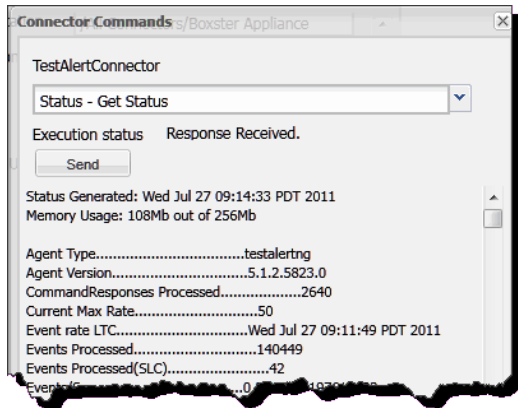 Connector Commands
Connectors/Boxster Appliance
TestAlertConnector
Status - Get Status
Execution status Response Received.
Send
Status Generated: Wed Jul 27 09:14:33 PDT 2011
Memory Usage: 108Mb out of 256Mb
Agent Type.................................testalertng
Agent Version.................................5.1.2.5823.0
CommandResponses Processed....................2640
Current Max Rate..............................50
Event rate LTC................................Wed Jul 27 09:11:49 PDT 2011
Events Processed..............................140449
Events Processed(SLC).........................42